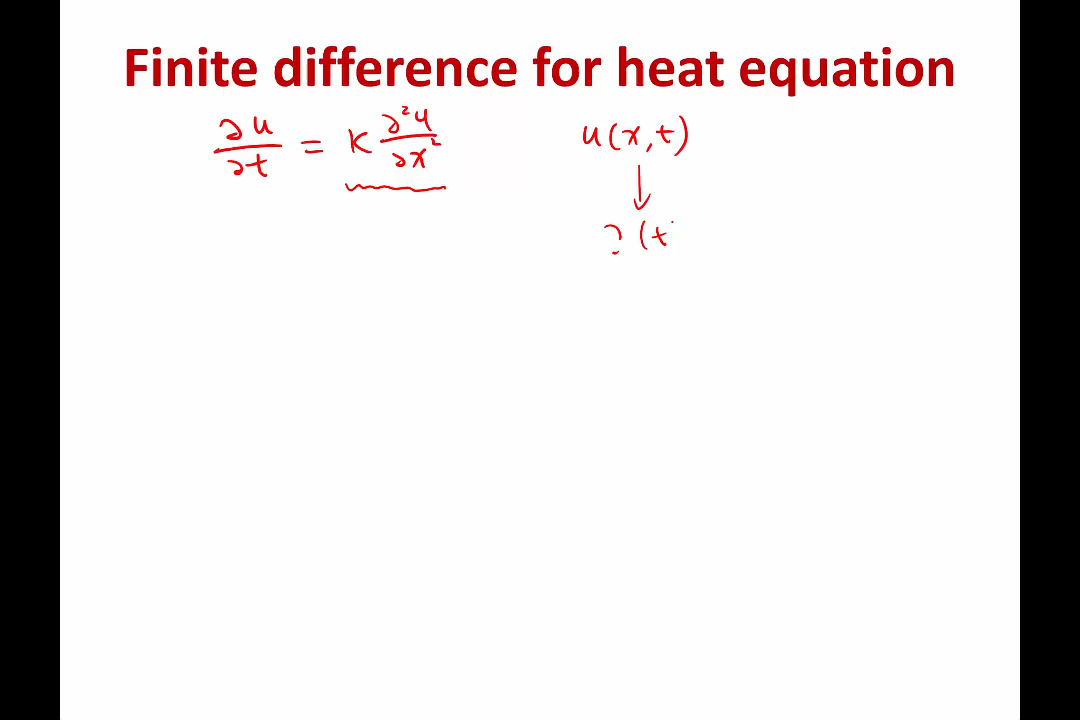 Finite difference for heat equation
∂u/∂t = K ∂²u/∂x²
u(x,t)
↓
? (t